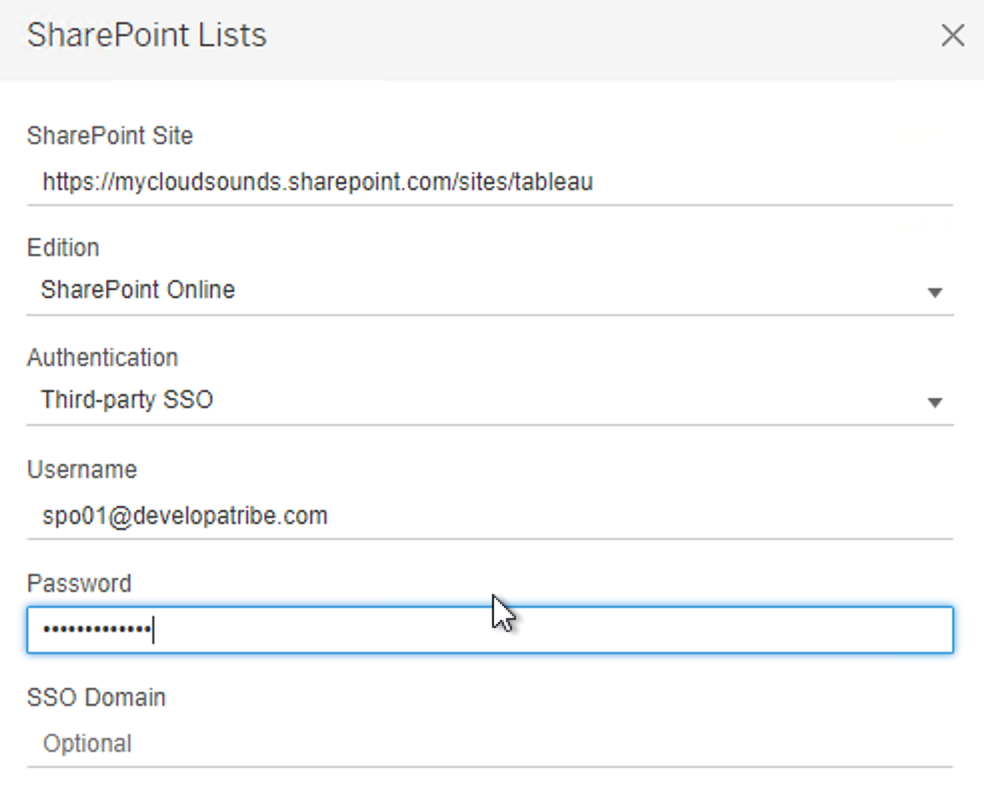 SharePoint Lists
SharePoint Site
https://mycloudsounds.sharepoint.com/sites/tableau
Edition
SharePoint Online
Authentication
Third-party SSO
Username
spo01@developatribe.com
Password
•••••••••••••
SSO Domain
Optional